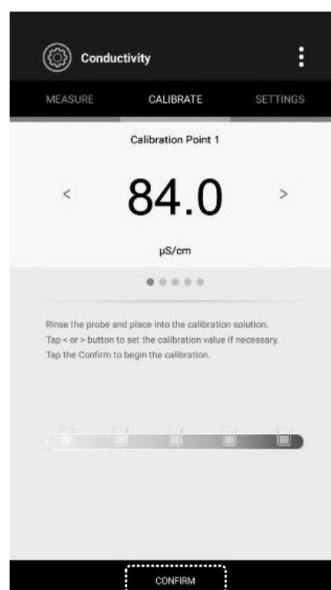 Conductivity
MEASURE CALIBRATE SETTINGS
Calibration Point 1
< 84.0 >
µS/cm
Rinse the probe and place into the calibration solution.
Tap < or > button to set the calibration value if necessary.
Tap the Confirm to begin the calibration.
CONFIRM